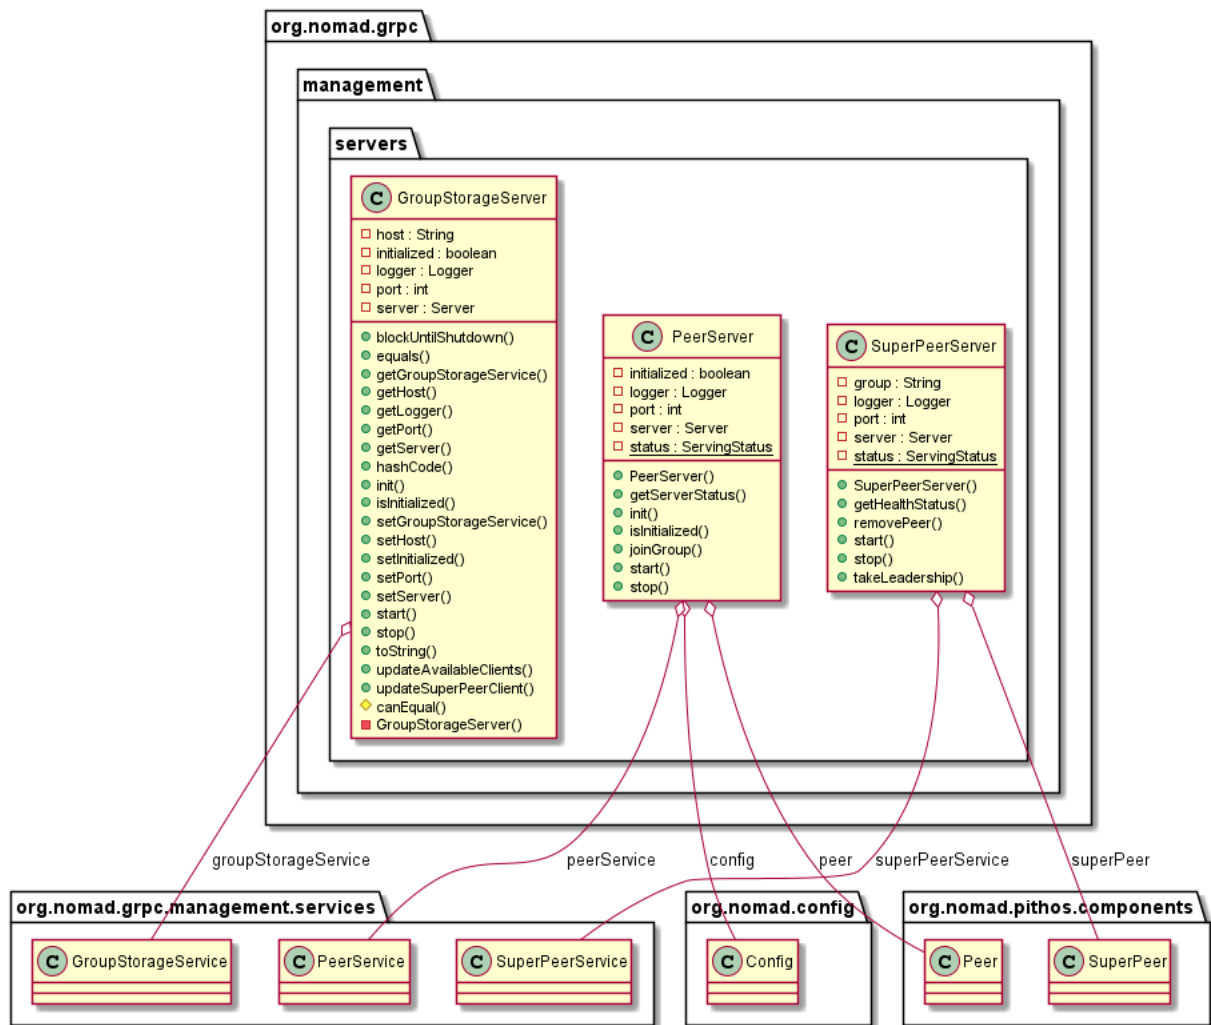 org.nomad.grpc
management
servers
C GroupStorageServer
host : String
initialized : boolean
logger : Logger
port : int
server : Server
blockUntilShutdown()
equals()
getGroupStorageService()
getHost()
getLogger()
getPort()
getServer()
hashCode()
init()
isInitialized()
setGroupStorageService()
setHost()
setInitialized()
setPort()
setServer()
start()
stop()
toString()
updateAvailableClients()
updateSuperPeerClient()
canEqual()
GroupStorageServer()
C PeerServer
initialized : boolean
logger : Logger
port : int
server : Server
status : ServingStatus
PeerServer()
getServerStatus()
init()
isInitialized()
joinGroup()
start()
stop()
C SuperPeerServer
group : String
logger : Logger
port : int
server : Server
status : ServingStatus
SuperPeerServer()
getHealthStatus()
removePeer()
start()
stop()
takeLeadership()
groupStorageService
peerService
config
peer
superPeerService
superPeer
org.nomad.grpc.management.services
C GroupStorageService
C PeerService
C SuperPeerService
org.nomad.config
C Config
org.nomad.pithos.components
C Peer
C SuperPeer